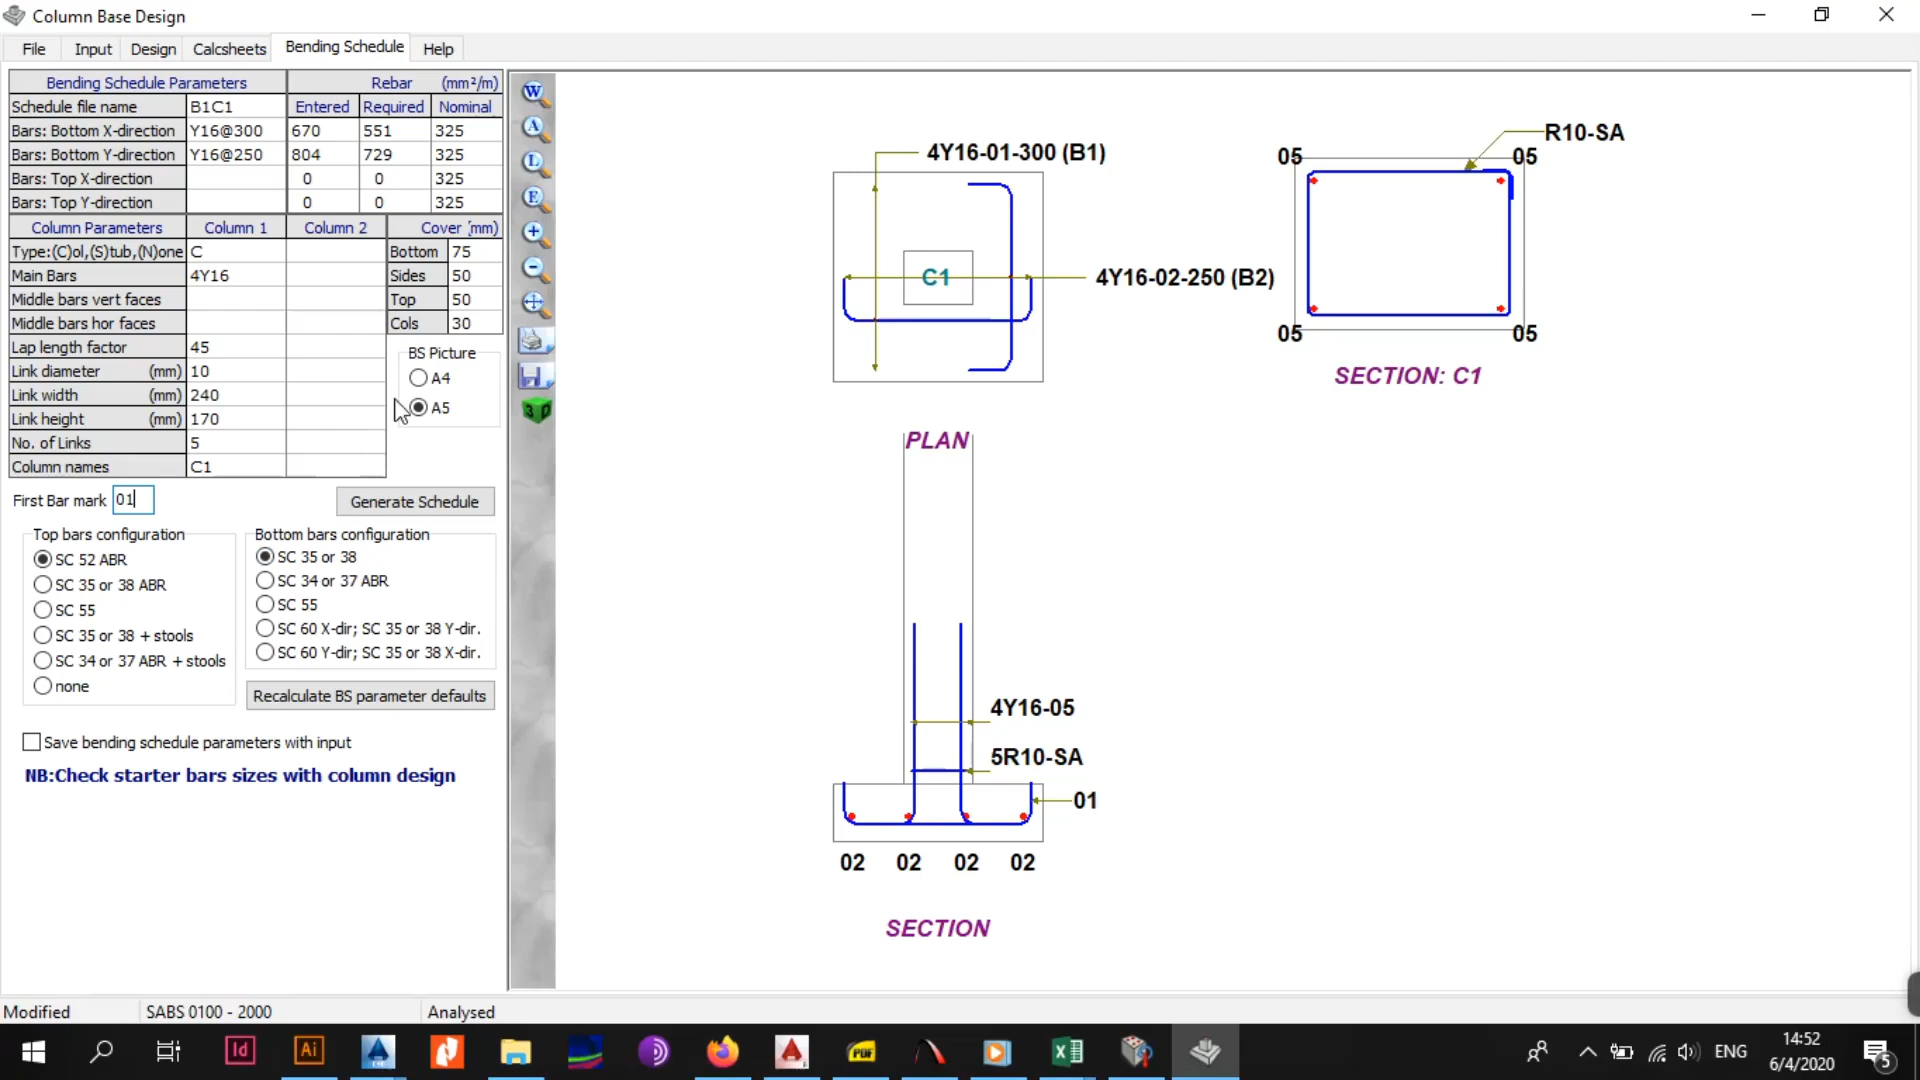 Column Base Design
File Input Design Calcsheets Bending Schedule Help
Bending Schedule Parameters Rebar (mm²/m)
Schedule file name B1C1 Entered Required Nominal
Bars: Bottom X-direction Y16@300 670 551 325
Bars: Bottom Y-direction Y16@250 804 729 325
Bars: Top X-direction 0 0 325
Bars: Top Y-direction 0 0 325
Column Parameters Column 1 Column 2 Cover (mm)
Type:(C)ol,(S)tub,(N)one C Bottom 75
Main Bars 4Y16 Sides 50
Middle bars vert faces Top 50
Middle bars hor faces Cols 30
Lap length factor 45
Link diameter (mm) 10
Link width (mm) 240
Link height (mm) 170
No. of Links 5
Column names C1
BS Picture
A4
A5
First Bar mark 01 Generate Schedule
Top bars configuration
SC 52 ABR
SC 35 or 38 ABR
SC 55
SC 35 or 38 + stools
SC 34 or 37 ABR + stools
none
Bottom bars configuration
SC 35 or 38
SC 34 or 37 ABR
SC 55
SC 60 X-dir; SC 35 or 38 Y-dir.
SC 60 Y-dir; SC 35 or 38 X-dir.
Recalculate BS parameter defaults
Save bending schedule parameters with input
NB:Check starter bars sizes with column design
W
A
L
E
3D
4Y16-01-300 (B1)
C1
4Y16-02-250 (B2)
PLAN
R10-SA
05 05
05 05
SECTION: C1
4Y16-05
5R10-SA
01
02 02 02 02
SECTION
Modified SABS 0100 - 2000 Analysed
Id Ai PDF ENG 14:52
6/4/2020
5